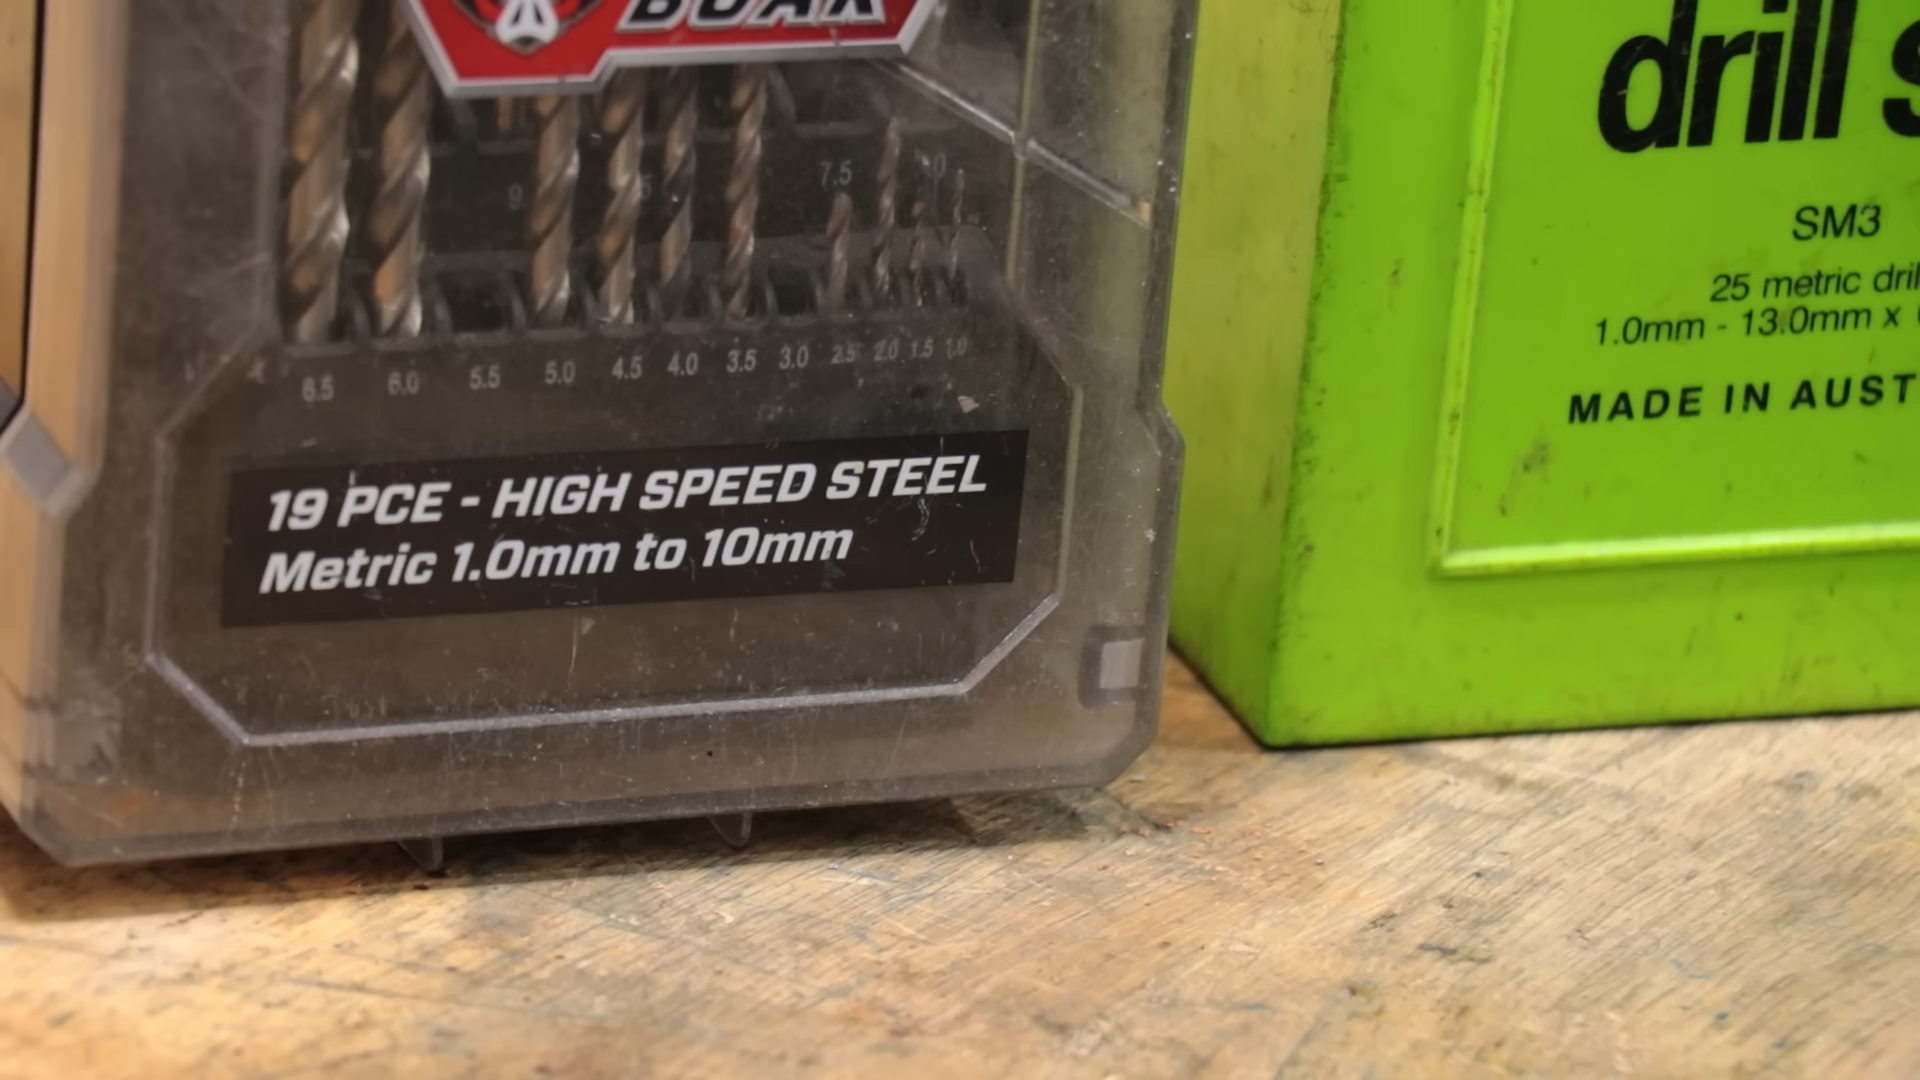 BOAR
9
7.5
6.5 6.0 5.5 5.0 4.5 4.0 3.5 3.0 2.5 2.0 1.5 1.0
19 PCE - HIGH SPEED STEEL
Metric 1.0mm to 10mm
drill s
SM3
25 metric dril
1.0mm - 13.0mm x
MADE IN AUST